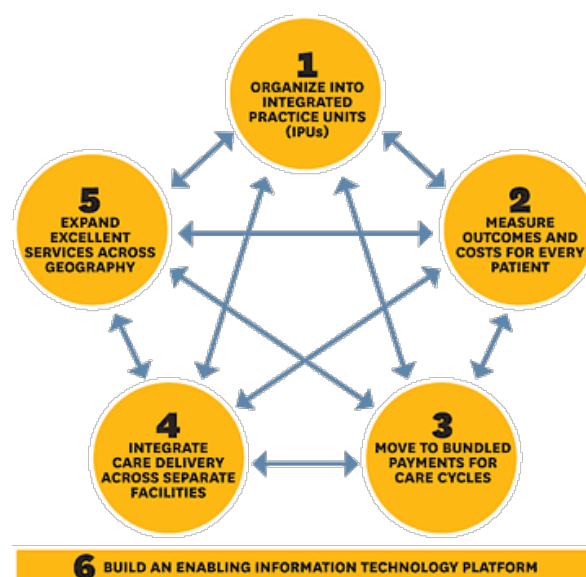 1
ORGANIZE INTO
INTEGRATED
PRACTICE UNITS
(IPUs)
2
MEASURE
OUTCOMES AND
COSTS FOR EVERY
PATIENT
3
MOVE TO BUNDLED
PAYMENTS FOR
CARE CYCLES
4
INTEGRATE
CARE DELIVERY
ACROSS SEPARATE
FACILITIES
5
EXPAND
EXCELLENT
SERVICES ACROSS
GEOGRAPHY
6 BUILD AN ENABLING INFORMATION TECHNOLOGY PLATFORM